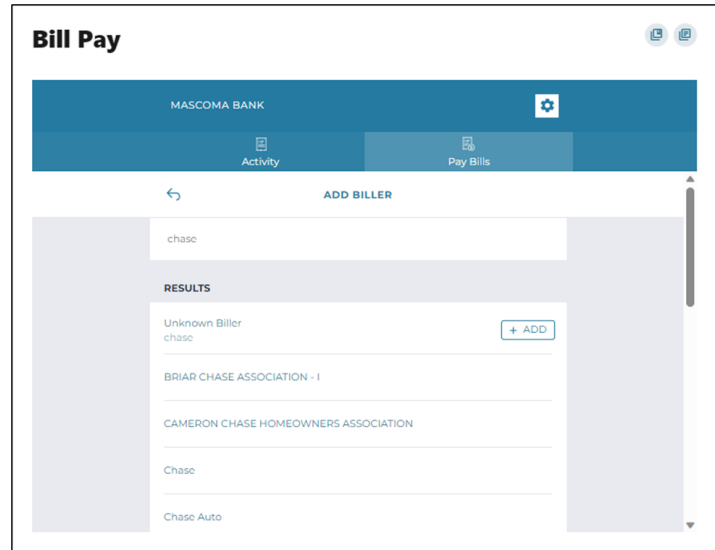 Bill Pay
MASCOMA BANK
Activity
Pay Bills
ADD BILLER
chase
RESULTS
Unknown Biller
chase
+ ADD
BRIAR CHASE ASSOCIATION - I
CAMERON CHASE HOMEOWNERS ASSOCIATION
Chase
Chase Auto